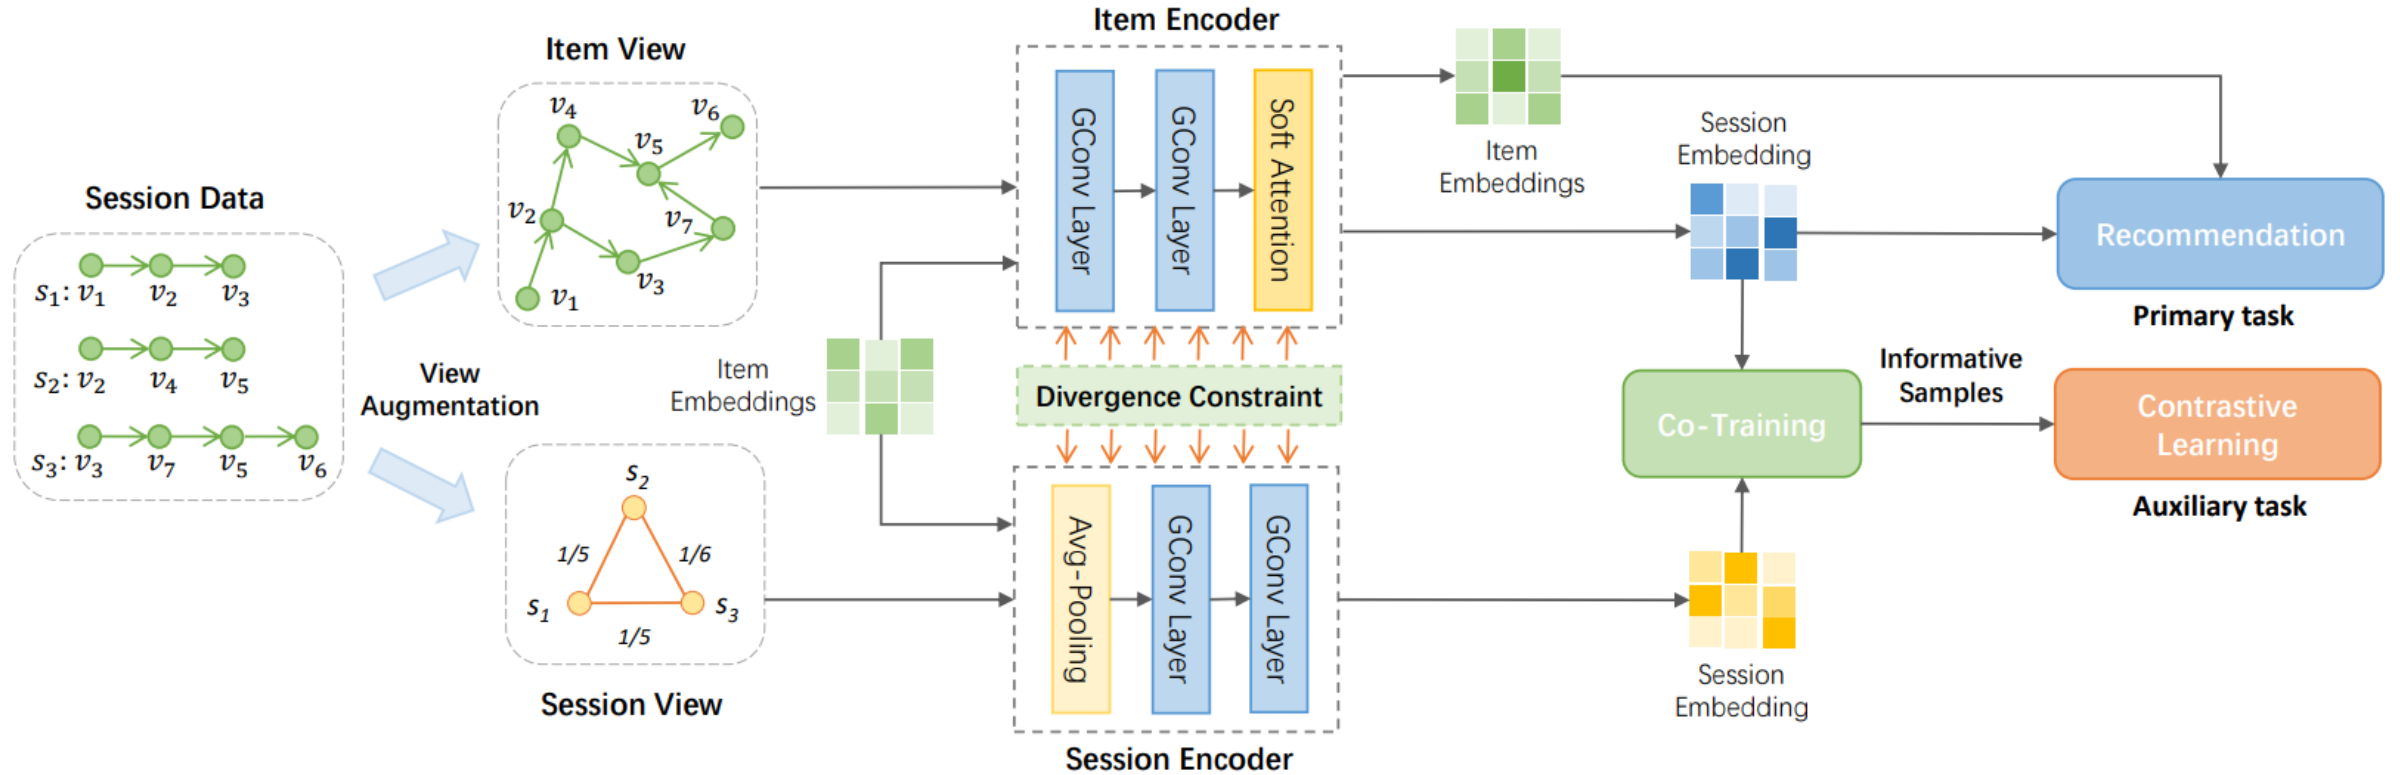 Session Data
s1: v1 v2 v3
s2: v2 v4 v5
s3: v3 v7 v5 v6
View
Augmentation
Item View
v4
v6
v5
v2
v7
v3
v1
s2
1/5
1/6
s1
s3
1/5
Session View
Item
Embeddings
Item Encoder
GConv Layer
GConv Layer
Soft Attention
Divergence Constraint
Avg-Pooling
GConv Layer
GConv Layer
Session Encoder
Item
Embeddings
Session
Embedding
Recommendation
Primary task
Co-Training
Informative
Samples
Contrastive
Learning
Auxiliary task
Session
Embedding